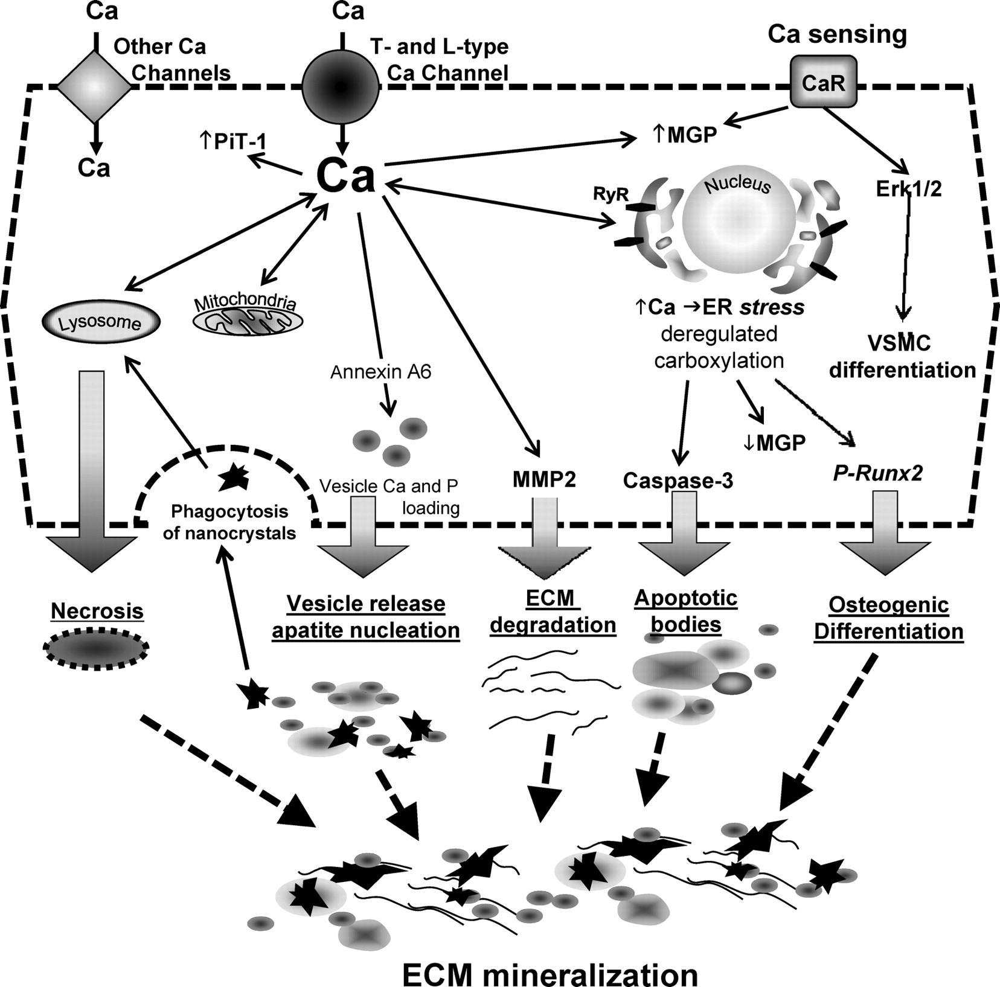 Ca
Ca
Ca sensing
Other Ca
Channels
T- and L-type
Ca Channel
CaR
↑PiT-1
↑MGP
Ca
Ca
Nucleus
RyR
Erk1/2
Mitochondria
Lysosome
↑Ca →ER stress
deregulated
carboxylation
VSMC
differentiation
Annexin A6
↓MGP
P-Runx2
MMP2
Caspase-3
Vesicle Ca and P
loading
Phagocytosis
of nanocrystals
Necrosis
Vesicle release
apatite nucleation
ECM
degradation
Apoptotic
bodies
Osteogenic
Differentiation
ECM mineralization